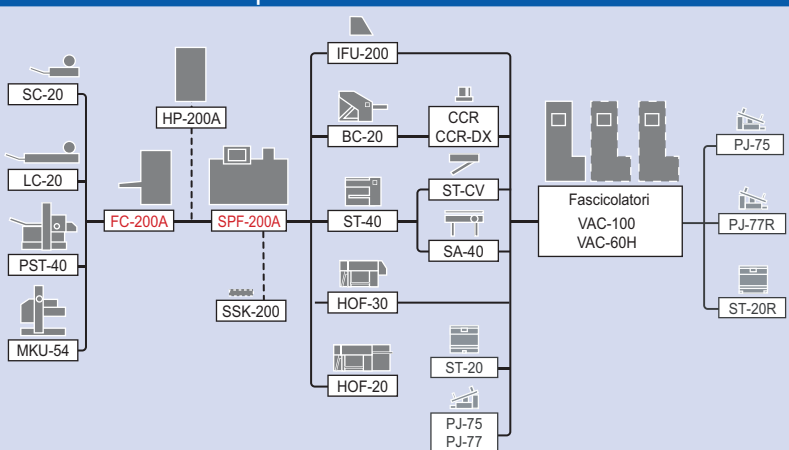 SC-20
LC-20
PST-40
MKU-54
FC-200A
HP-200A
SPF-200A
SSK-200
IFU-200
BC-20
ST-40
HOF-30
HOF-20
CCR
CCR-DX
ST-CV
SA-40
ST-20
PJ-75
PJ-77
Fascicolatori
VAC-100
VAC-60H
PJ-75
PJ-77R
ST-20R